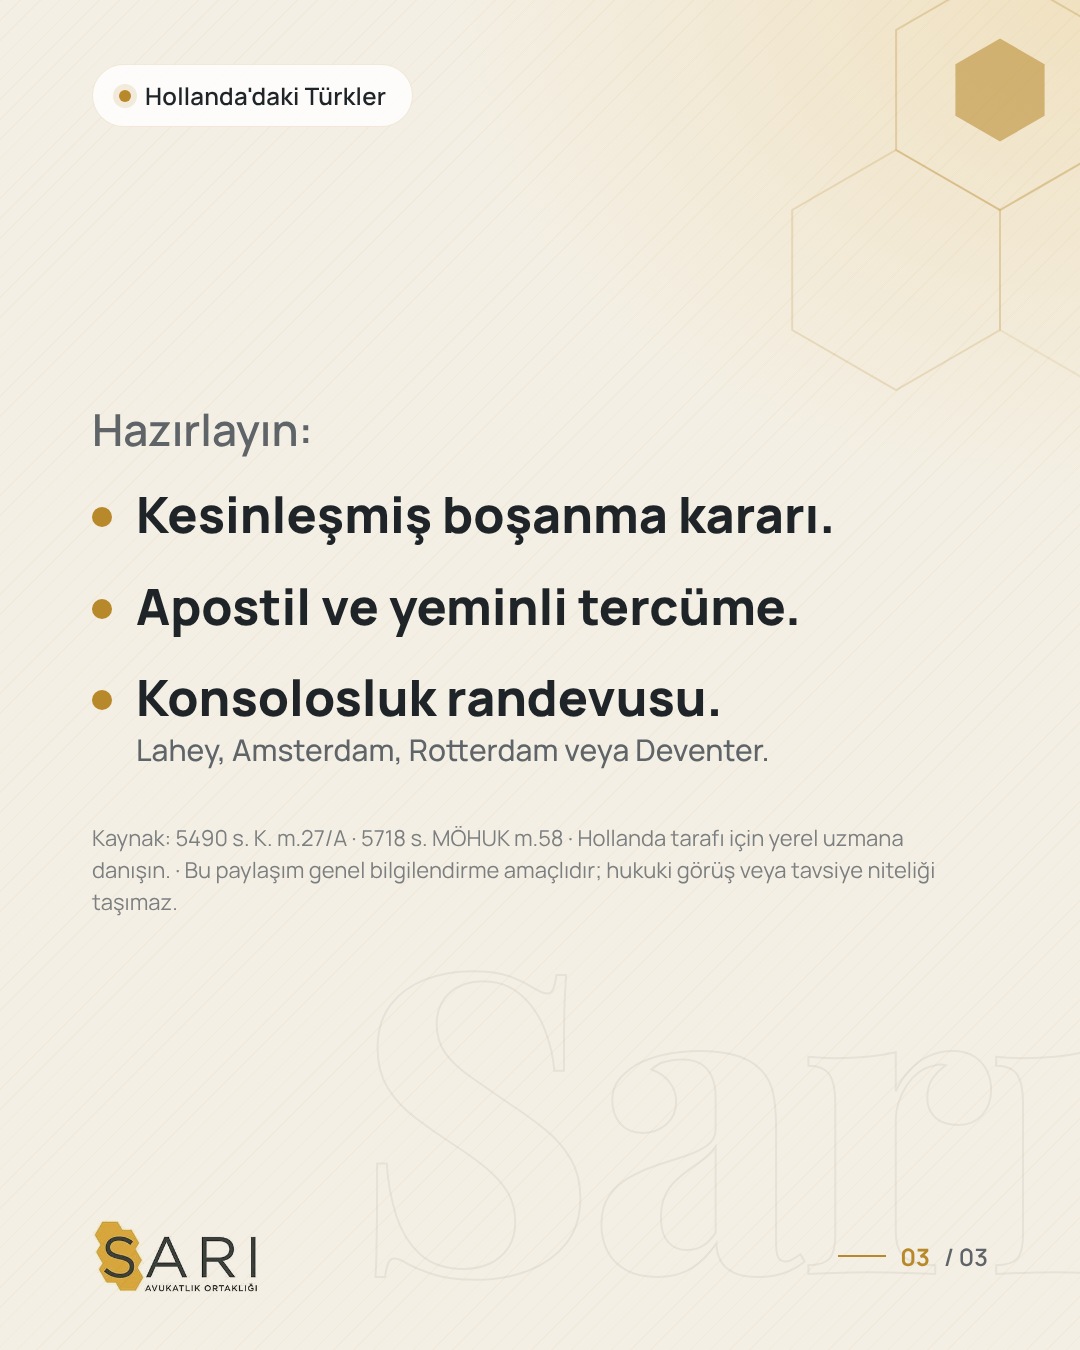 Hollanda'daki Türkler
Hazırlayın:
Kesinleşmiş boşanma kararı.
Apostil ve yeminli tercüme.
Konsolosluk randevusu.
Lahey, Amsterdam, Rotterdam veya Deventer.
Kaynak: 5490 s. K. m.27/A · 5718 s. MÖHUK m.58 · Hollanda tarafı için yerel uzmana
danışın. · Bu paylaşım genel bilgilendirme amaçlıdır; hukuki görüş veya tavsiye niteliği
taşımaz.
Sarı
SARI
AVUKATLIK ORTAKLIĞI
03 / 03